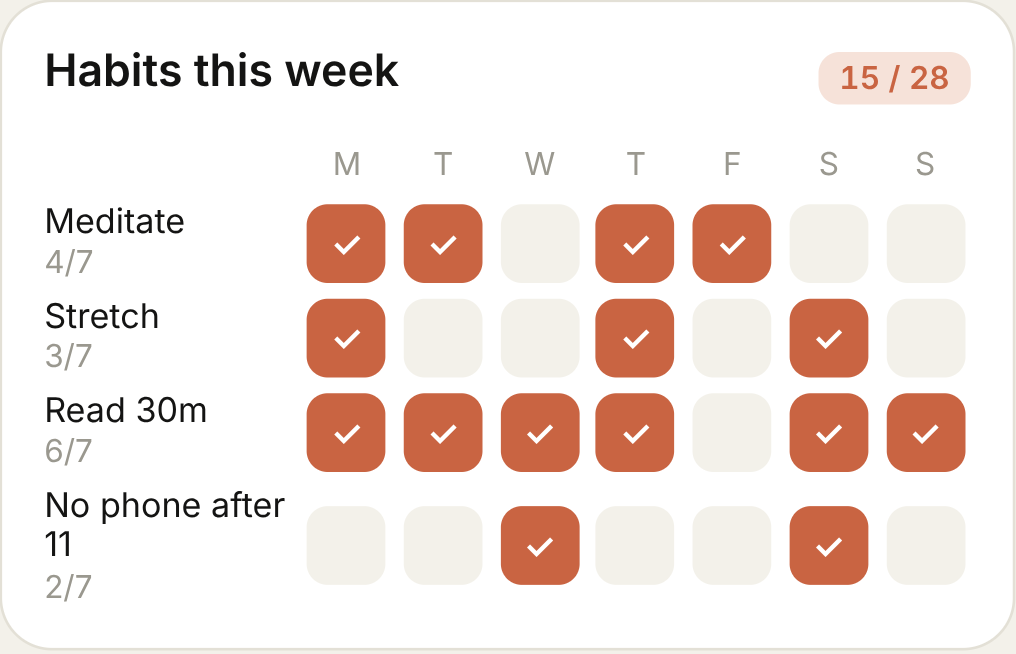 Habits this week
15 / 28
M T W T F S S
Meditate
4/7
Stretch
3/7
Read 30m
6/7
No phone after
11
2/7